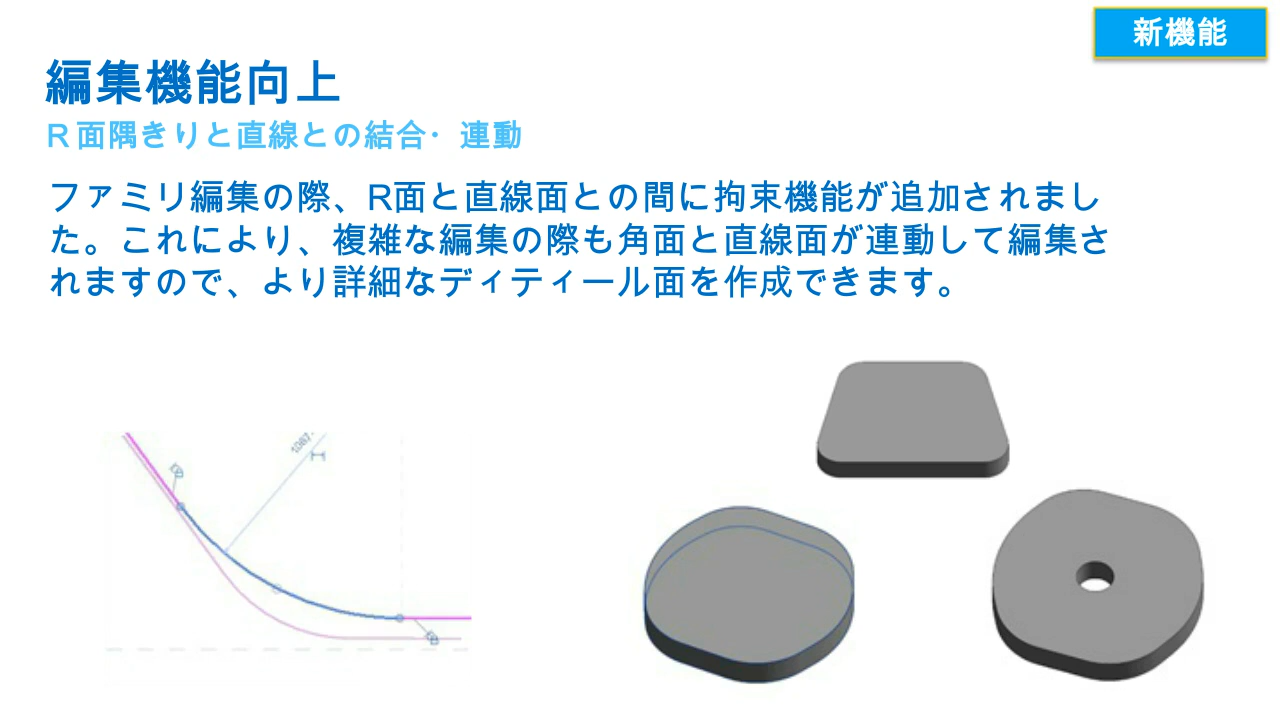 新機能
編集機能向上
R面隅きりと直線との結合・連動
ファミリ編集の際、R面と直線面との間に拘束機能が追加されまし
た。これにより、複雑な編集の際も角面と直線面が連動して編集さ
れますので、より詳細なディティール面を作成できます。